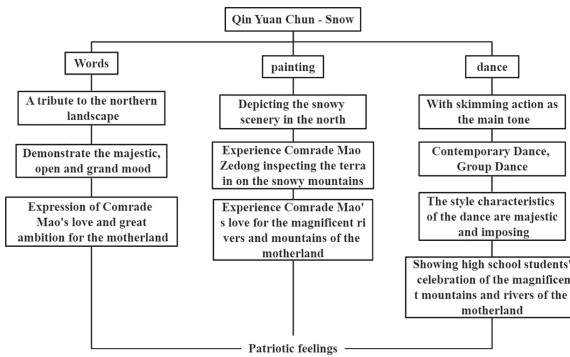 Qin Yuan Chun - Snow
Words
A tribute to the northern
landscape
Demonstrate the majestic,
open and grand mood
Expression of Comrade
Mao's love and great
ambition for the motherland
painting
Depicting the snowy
scenery in the north
Experience Comrade Mao
Zedong inspecting the terra
in on the snowy mountains
Experience Comrade Mao'
s love for the magnificent ri
vers and mountains of the
motherland
dance
With skimming action as
the main tone
Contemporary Dance,
Group Dance
The style characteristics
of the dance are majestic
and imposing
Showing high school students'
celebration of the magnificen
t mountains and rivers of the
motherland
Patriotic feelings